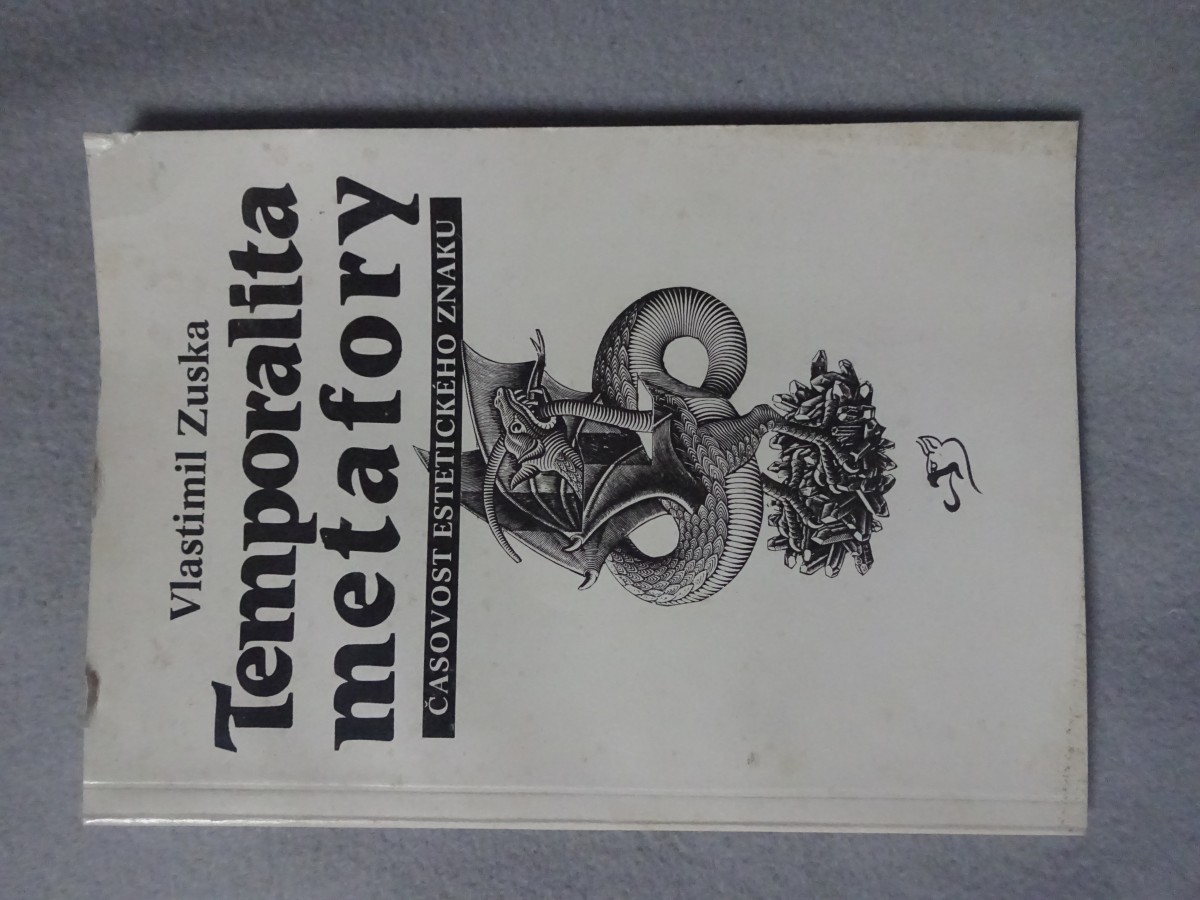 Vlastimil Zuska
Temporalita
metafory
ČASOVOST ESTETICKÉHO ZNAKU